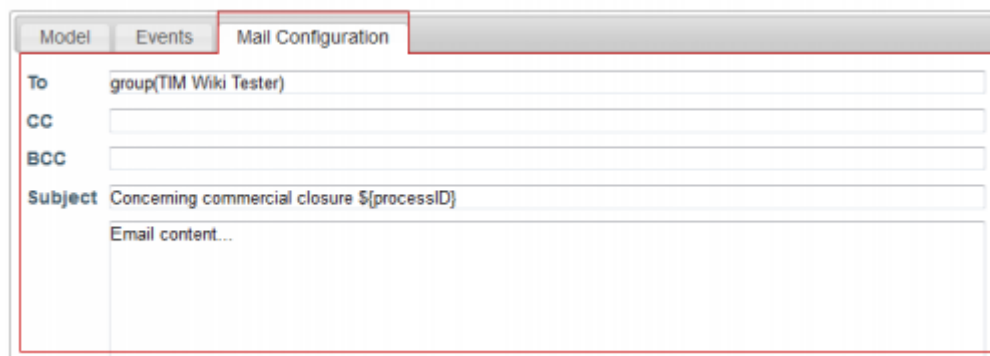 Model Events Mail Configuration
To group(TIM Wiki Tester)
CC
BCC
Subject Concerning commercial closure ${processID}
Email content...